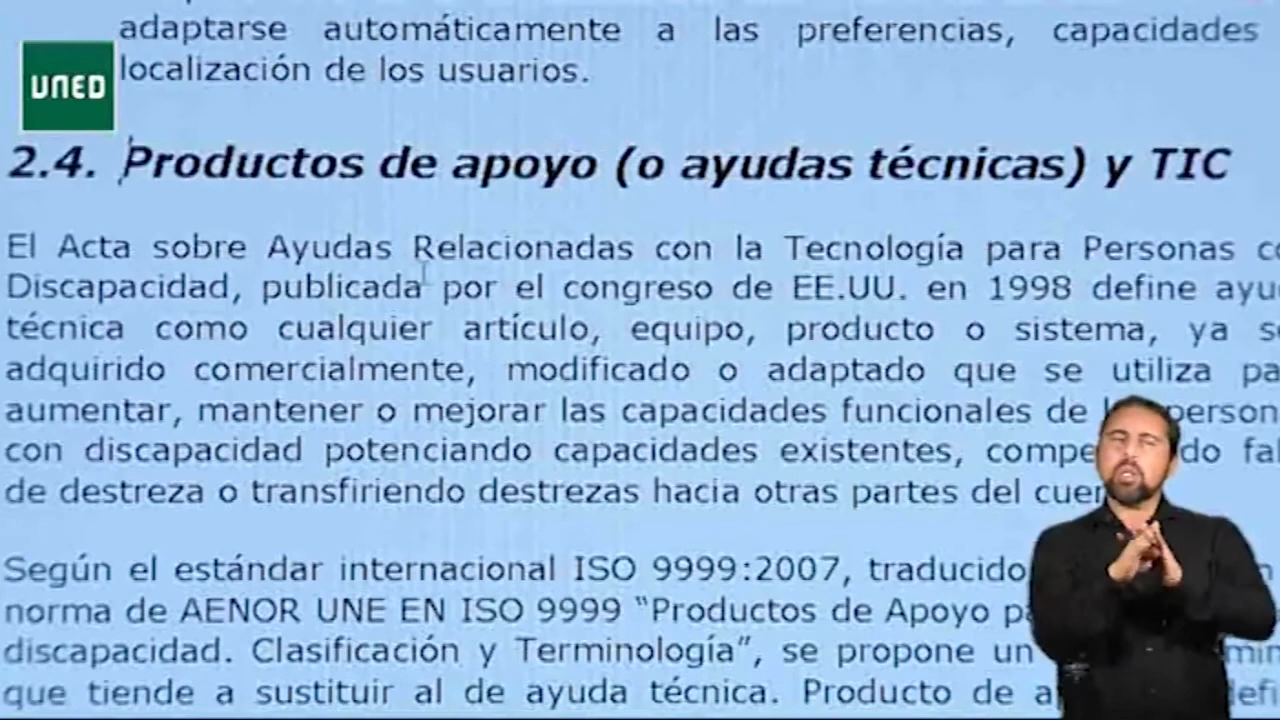 adaptarse automáticamente a las preferencias, capacidades
localización de los usuarios.
UNED
2.4. Productos de apoyo (o ayudas técnicas) y TIC
El Acta sobre Ayudas Relacionadas con la Tecnología para Personas
Discapacidad, publicada por el congreso de EE.UU. en 1998 define
técnica como cualquier artículo, equipo, producto o sistema, ya
adquirido comercialmente, modificado o adaptado que se utiliza
aumentar, mantener o mejorar las capacidades funcionales de
con discapacidad potenciando capacidades existentes,
de destreza o transfiriendo destrezas hacia otras partes del
Según el estándar internacional ISO 9999:2007, traducido
norma de AENOR UNE EN ISO 9999 “Productos de Apoyo
discapacidad. Clasificación y Terminología”, se propone un
que tiende a sustituir al de ayuda técnica. Producto de